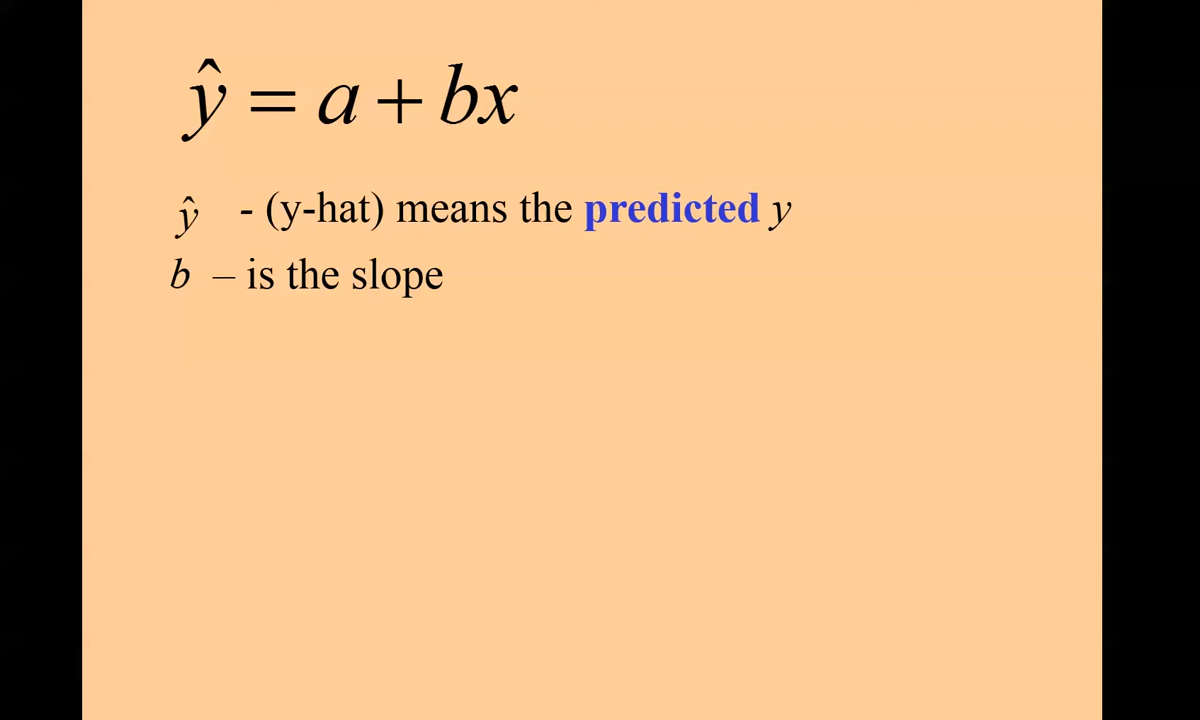 ŷ = a + bx
ŷ - (y-hat) means the predicted y
b – is the slope